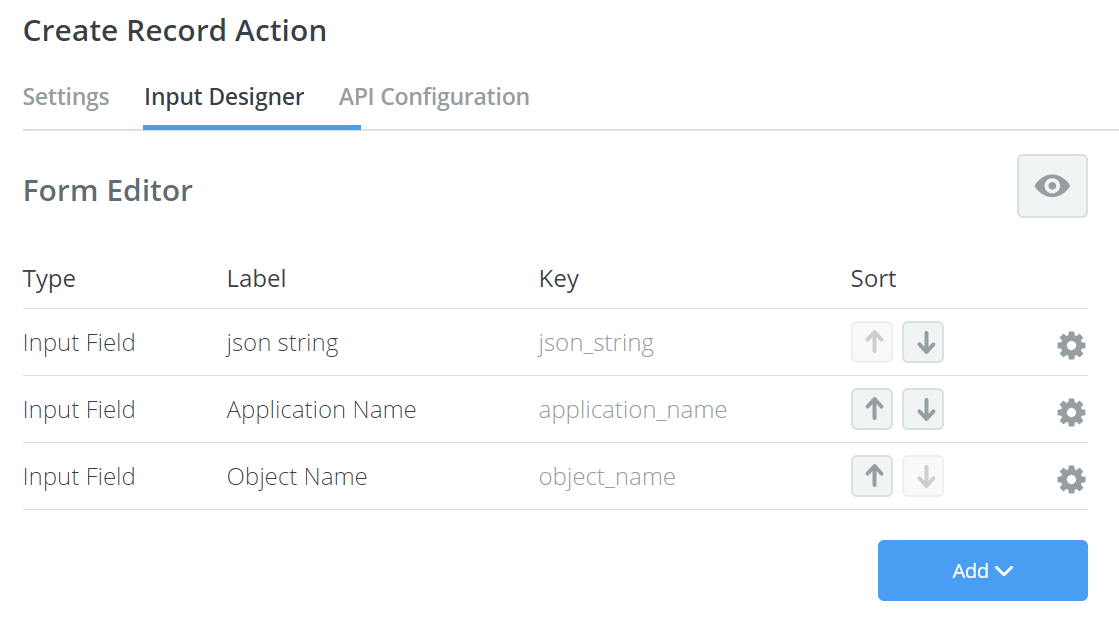 Create Record Action
Settings Input Designer API Configuration
Form Editor
Type Label Key Sort
Input Field json string json_string
Input Field Application Name application_name
Input Field Object Name object_name
Add